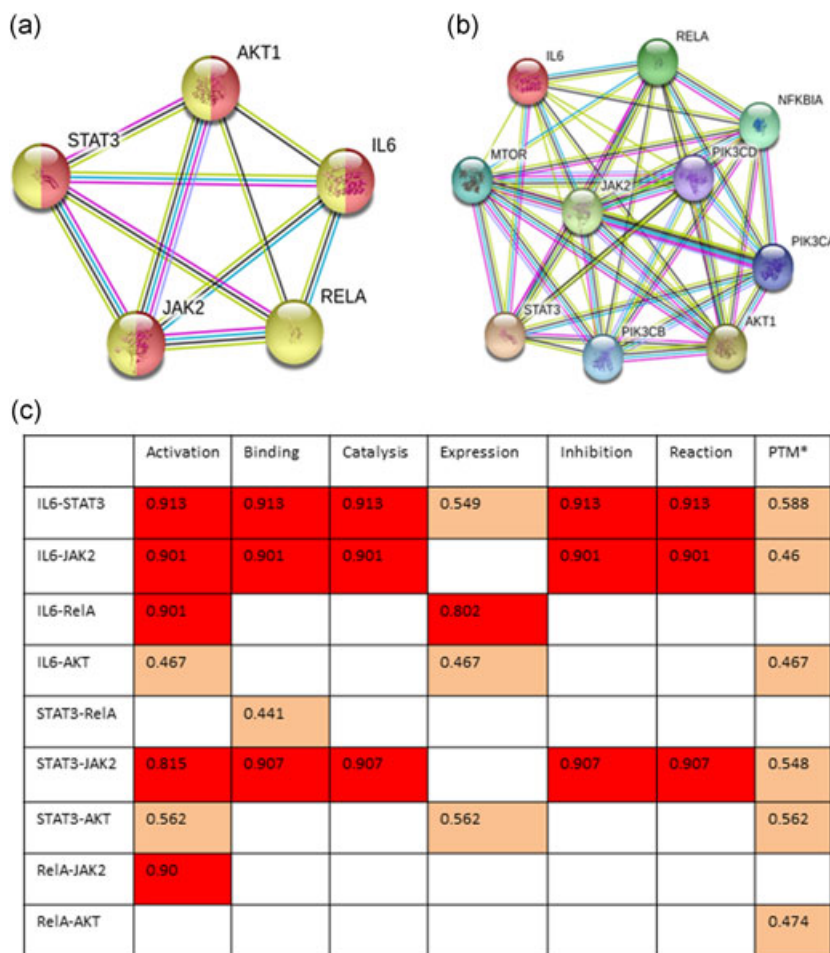 (a)
AKT1
STAT3
IL6
JAK2
RELA
(b)
IL6
RELA
NFKBIA
MTOR
PIK3CD
JAK2
PIK3CA
STAT3
PIK3CB
AKT1
(c)
Activation Binding Catalysis Expression Inhibition Reaction PTM*
IL6-STAT3 0.913 0.913 0.913 0.549 0.913 0.913 0.588
IL6-JAK2 0.901 0.901 0.901 0.901 0.901 0.46
IL6-RelA 0.901 0.802
IL6-AKT 0.467 0.467 0.467
STAT3-RelA 0.441
STAT3-JAK2 0.815 0.907 0.907 0.907 0.907 0.548
STAT3-AKT 0.562 0.562 0.562
RelA-JAK2 0.90
RelA-AKT 0.474